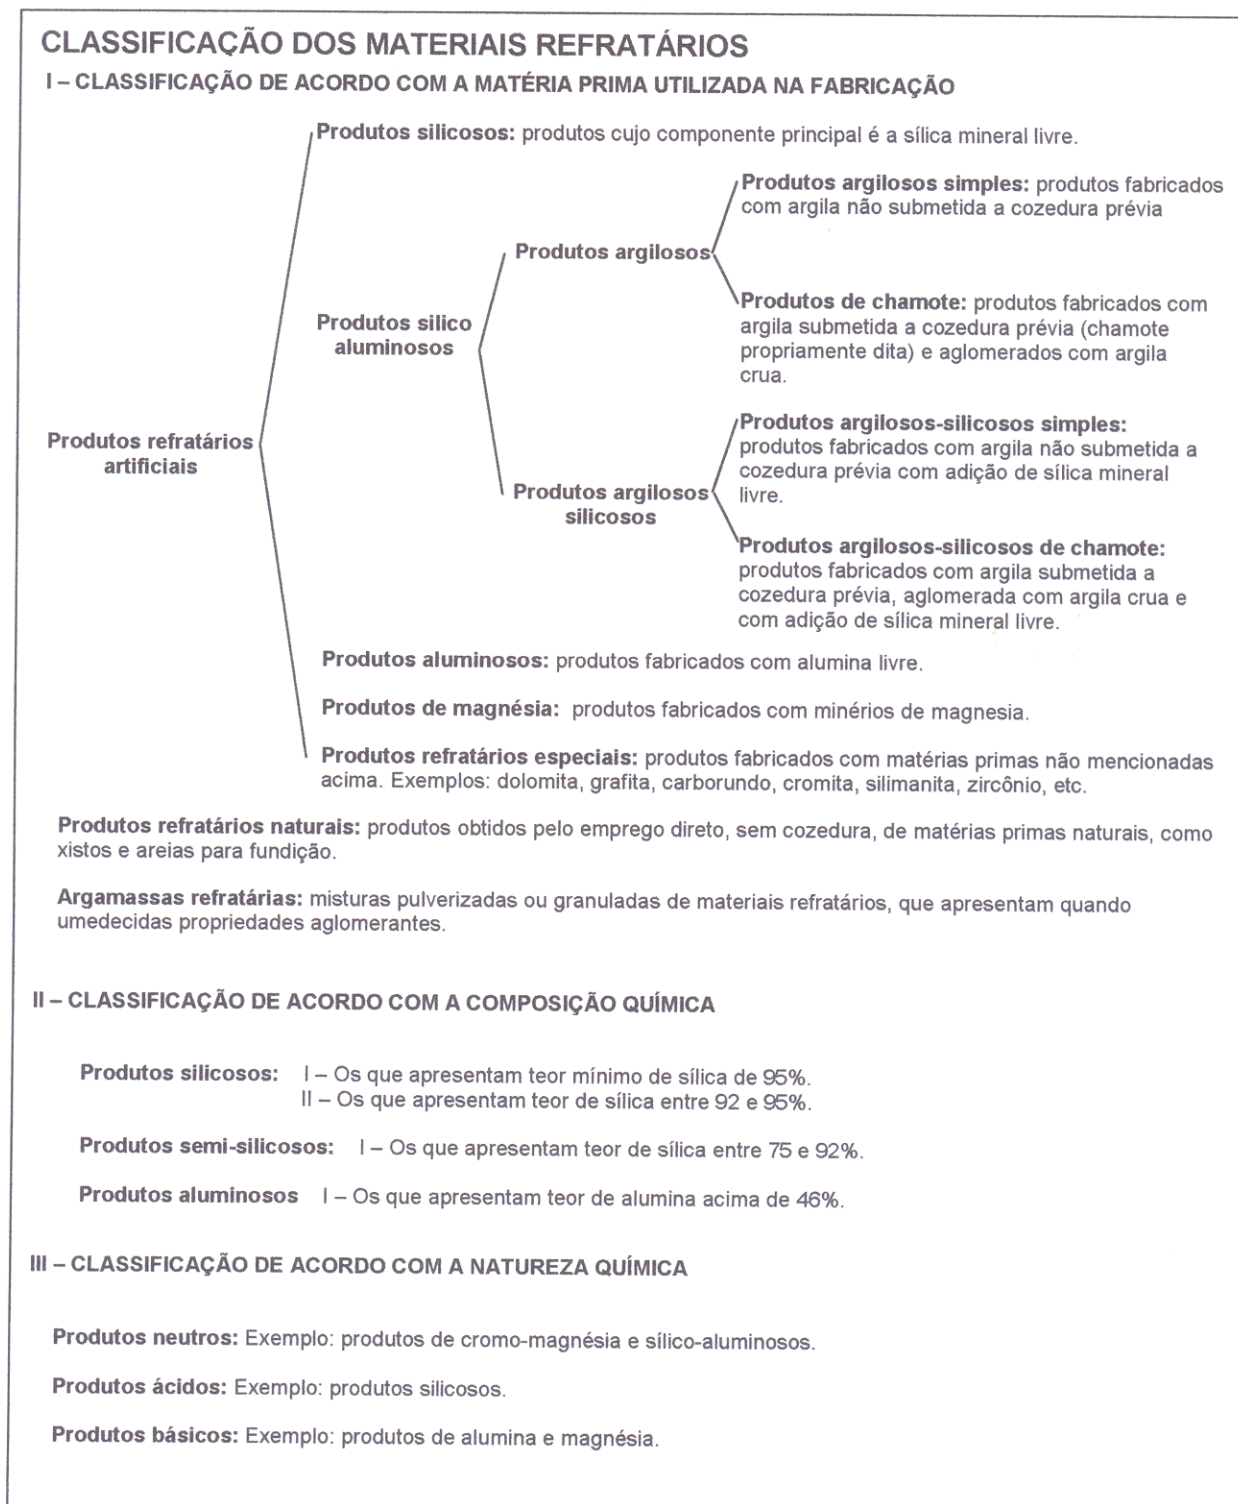 CLASSIFICAÇÃO DOS MATERIAIS REFRATÁRIOS
I – CLASSIFICAÇÃO DE ACORDO COM A MATÉRIA PRIMA UTILIZADA NA FABRICAÇÃO
Produtos silicosos: produtos cujo componente principal é a sílica mineral livre.
Produtos argilosos simples: produtos fabricados
com argila não submetida a cozedura prévia
Produtos argilosos
Produtos de chamote: produtos fabricados com
argila submetida a cozedura prévia (chamote
propriamente dita) e aglomerados com argila
crua.
Produtos silico
aluminosos
Produtos refratários
artificiais
Produtos argilosos-silicosos simples:
produtos fabricados com argila não submetida a
cozedura prévia com adição de sílica mineral
livre.
Produtos argilosos
silicosos
Produtos argilosos-silicosos de chamote:
produtos fabricados com argila submetida a
cozedura prévia, aglomerada com argila crua e
com adição de sílica mineral livre.
Produtos aluminosos: produtos fabricados com alumina livre.
Produtos de magnésia: produtos fabricados com minérios de magnesia.
Produtos refratários especiais: produtos fabricados com matérias primas não mencionadas
acima. Exemplos: dolomita, grafita, carborundo, cromita, silimanita, zircônio, etc.
Produtos refratários naturais: produtos obtidos pelo emprego direto, sem cozedura, de matérias primas naturais, como
xistos e areias para fundição.
Argamassas refratárias: misturas pulverizadas ou granuladas de materiais refratários, que apresentam quando
umedecidas propriedades aglomerantes.
II – CLASSIFICAÇÃO DE ACORDO COM A COMPOSIÇÃO QUÍMICA
Produtos silicosos: I – Os que apresentam teor mínimo de sílica de 95%.
II – Os que apresentam teor de sílica entre 92 e 95%.
Produtos semi-silicosos: I – Os que apresentam teor de sílica entre 75 e 92%.
Produtos aluminosos I – Os que apresentam teor de alumina acima de 46%.
III – CLASSIFICAÇÃO DE ACORDO COM A NATUREZA QUÍMICA
Produtos neutros: Exemplo: produtos de cromo-magnésia e sílico-aluminosos.
Produtos ácidos: Exemplo: produtos silicosos.
Produtos básicos: Exemplo: produtos de alumina e magnésia.